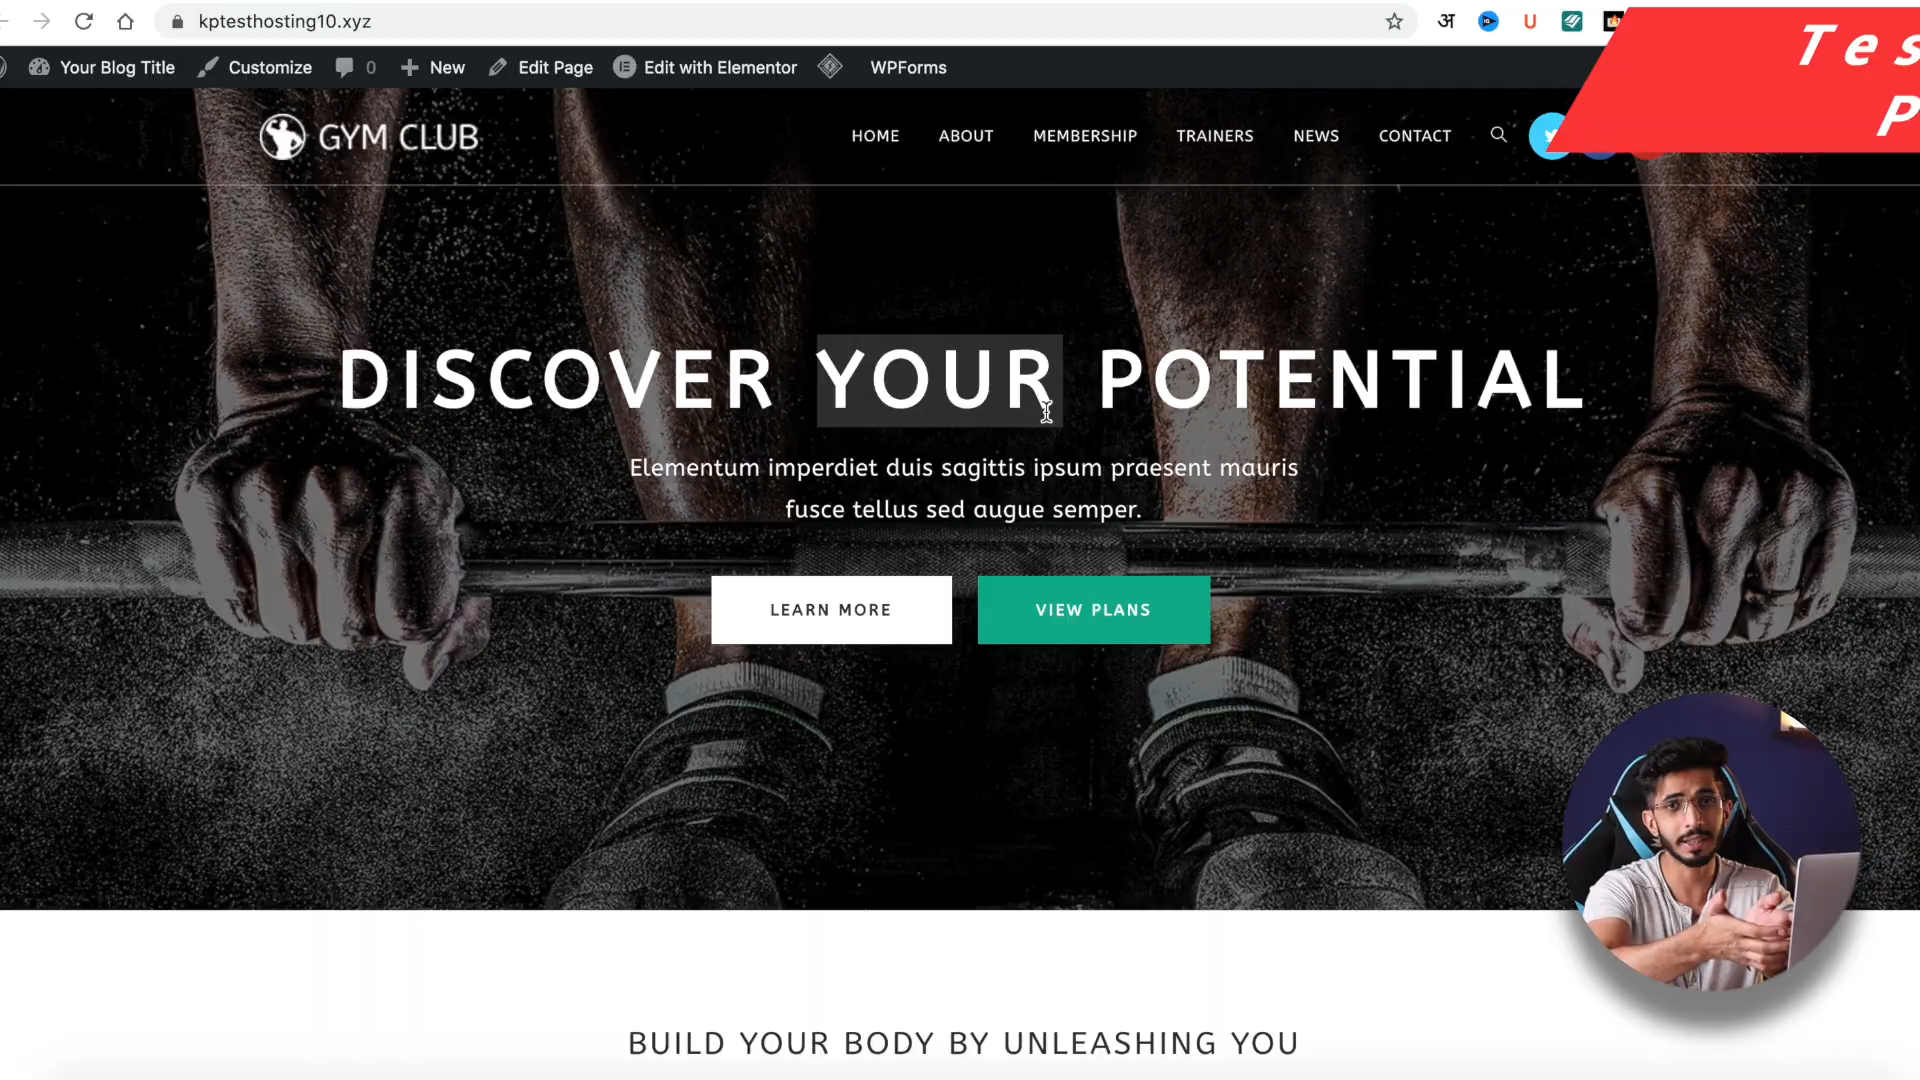 kptesthosting10.xyz
अ
U
Your Blog Title
Customize
0
New
Edit Page
Edit with Elementor
WPForms
Tes
P
GYM CLUB
HOME
ABOUT
MEMBERSHIP
TRAINERS
NEWS
CONTACT
DISCOVER YOUR POTENTIAL
Elementum imperdiet duis sagittis ipsum praesent mauris
fusce tellus sed augue semper.
LEARN MORE
VIEW PLANS
BUILD YOUR BODY BY UNLEASHING YOU